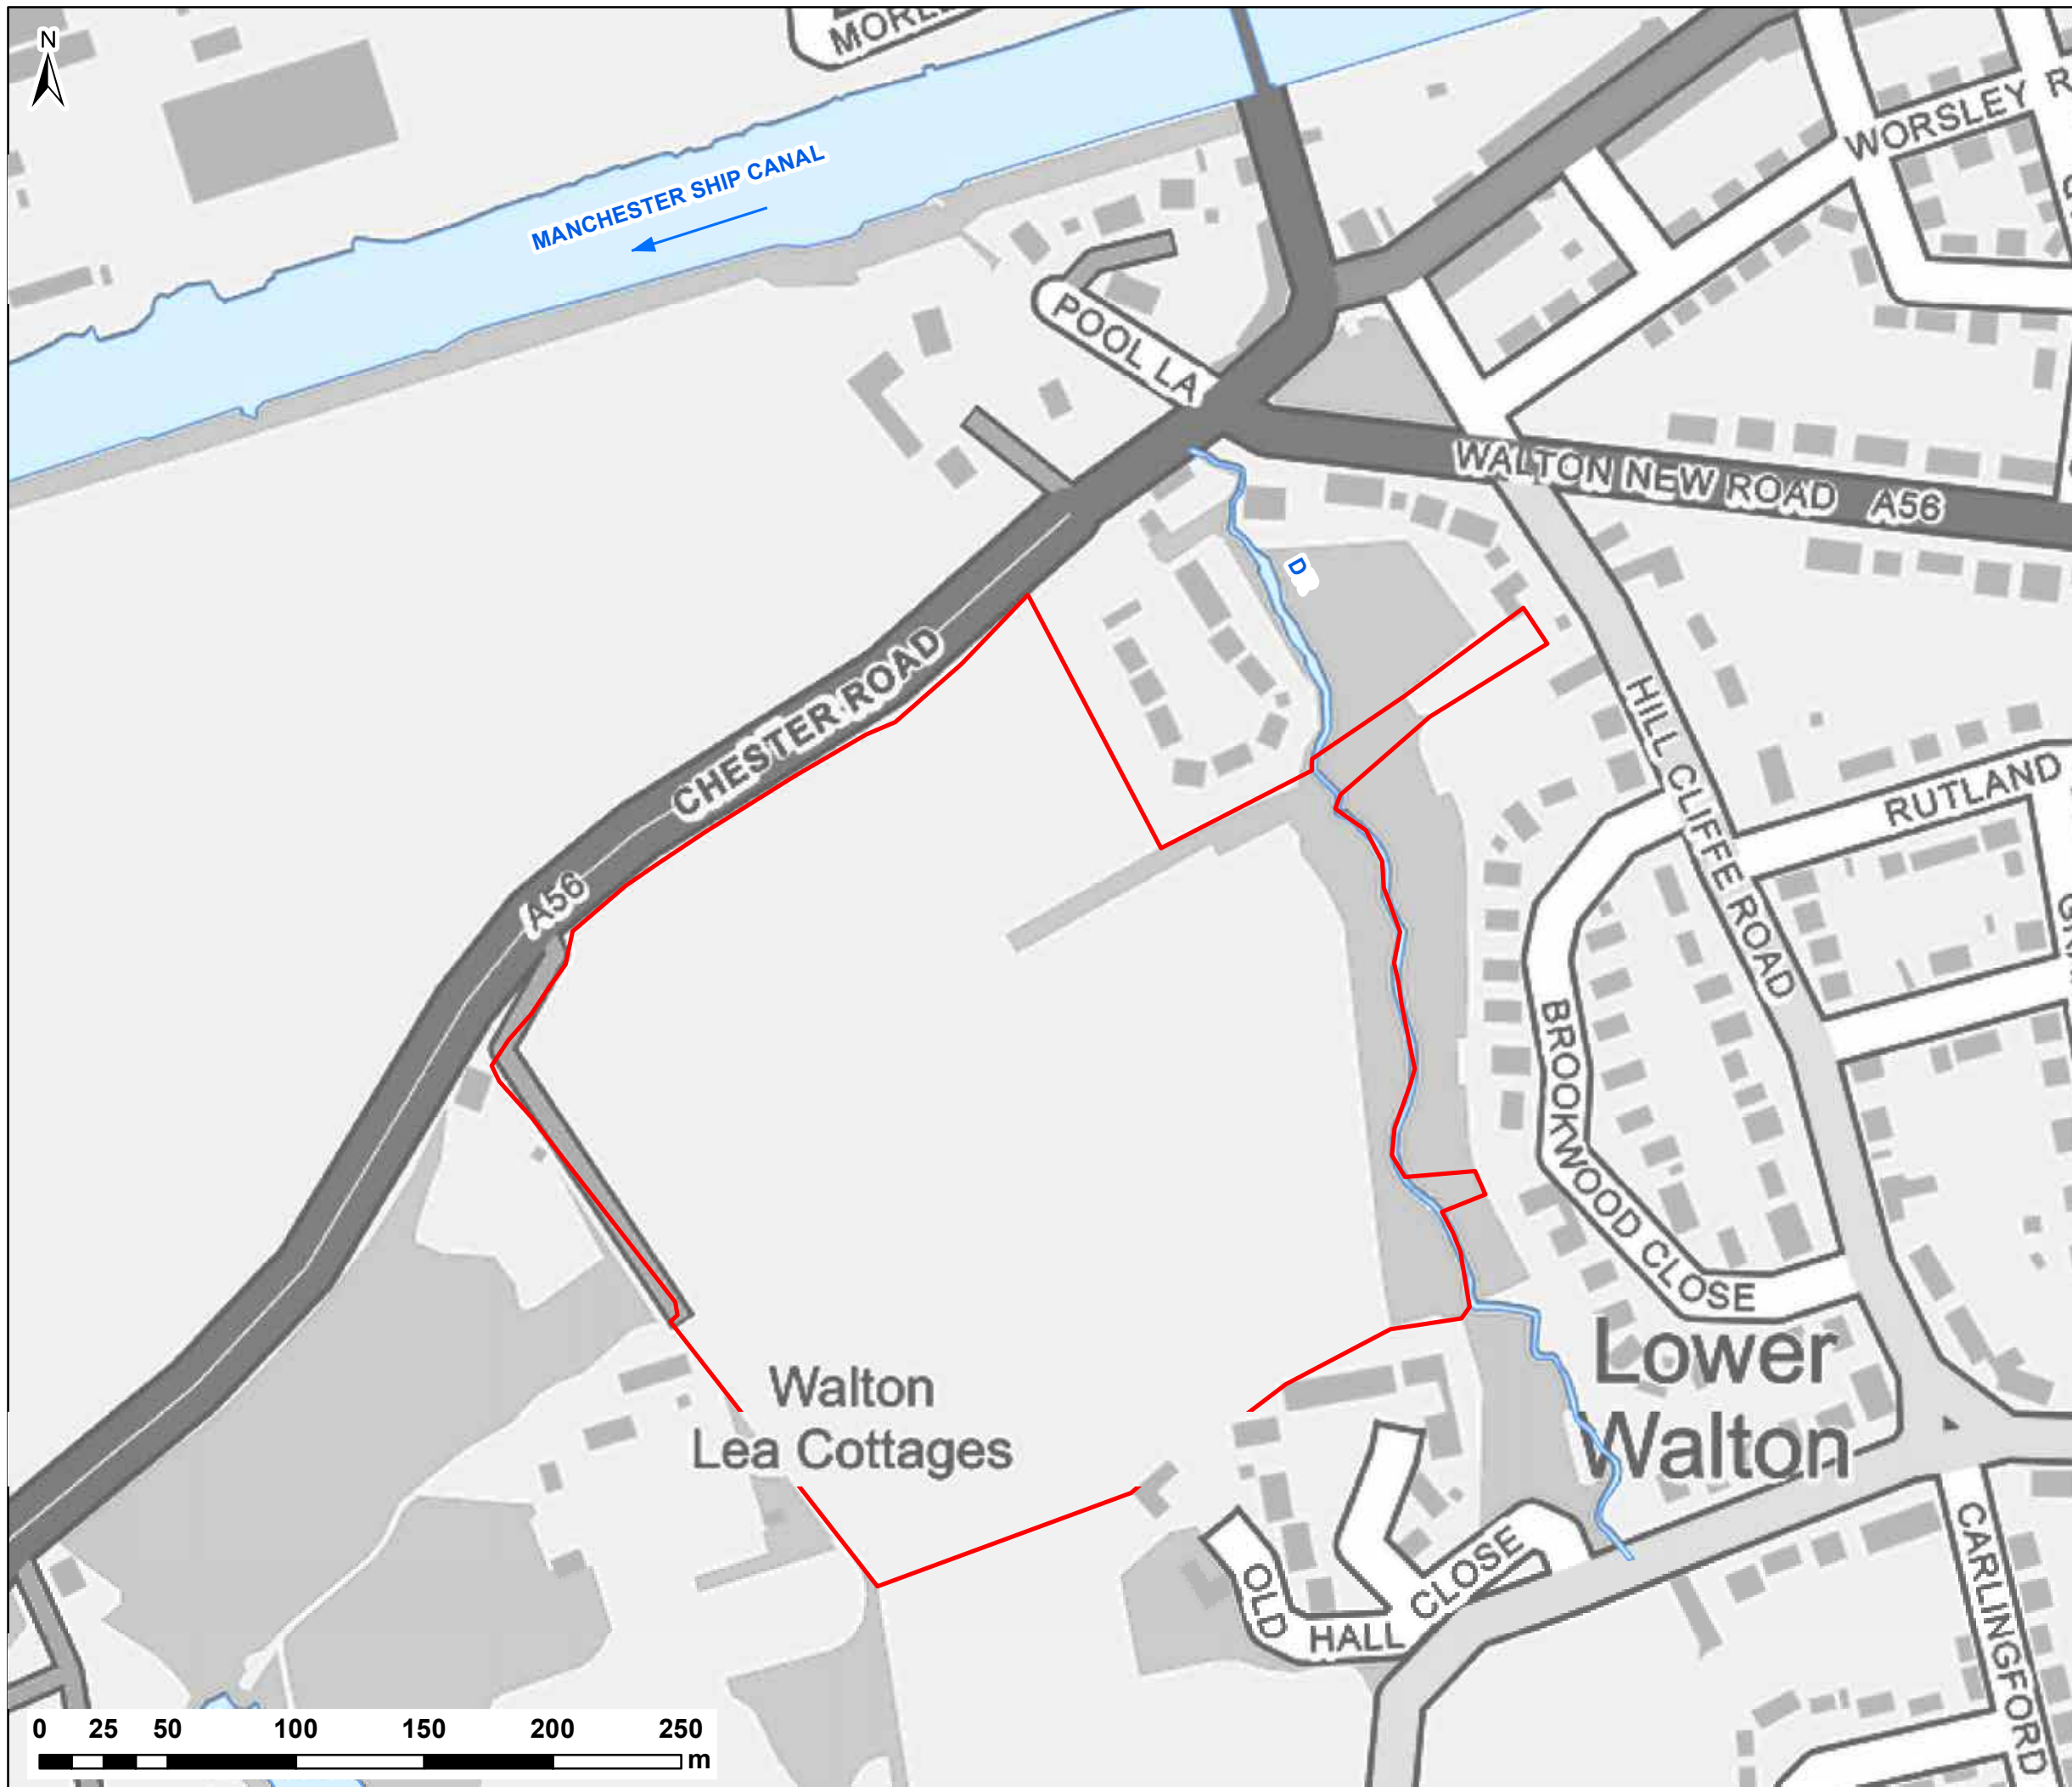 N
MANCHESTER SHIP CANAL
WORSLEY R
POOL LA
WALTON NEW ROAD A56
D
CHESTER ROAD
A56
HILL CLIFFE ROAD
RUTLAND
BROOKWOOD CLOSE
Lower
Walton
Walton
Lea Cottages
OLD HALL CLOSE
CARLINGFORD
0 25 50 100 150 200 250
m